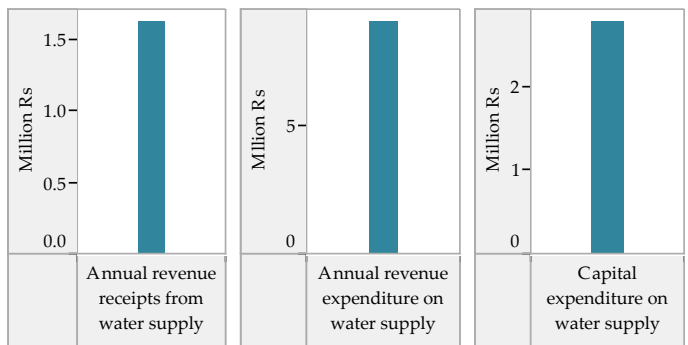 Million Rs
1.5
1.0
0.5
0.0
Annual revenue
receipts from
water supply
Mllion Rs
5
0
Annual revenue
expenditure on
water supply
Million Rs
2
1
0
Capital
expenditure on
water supply